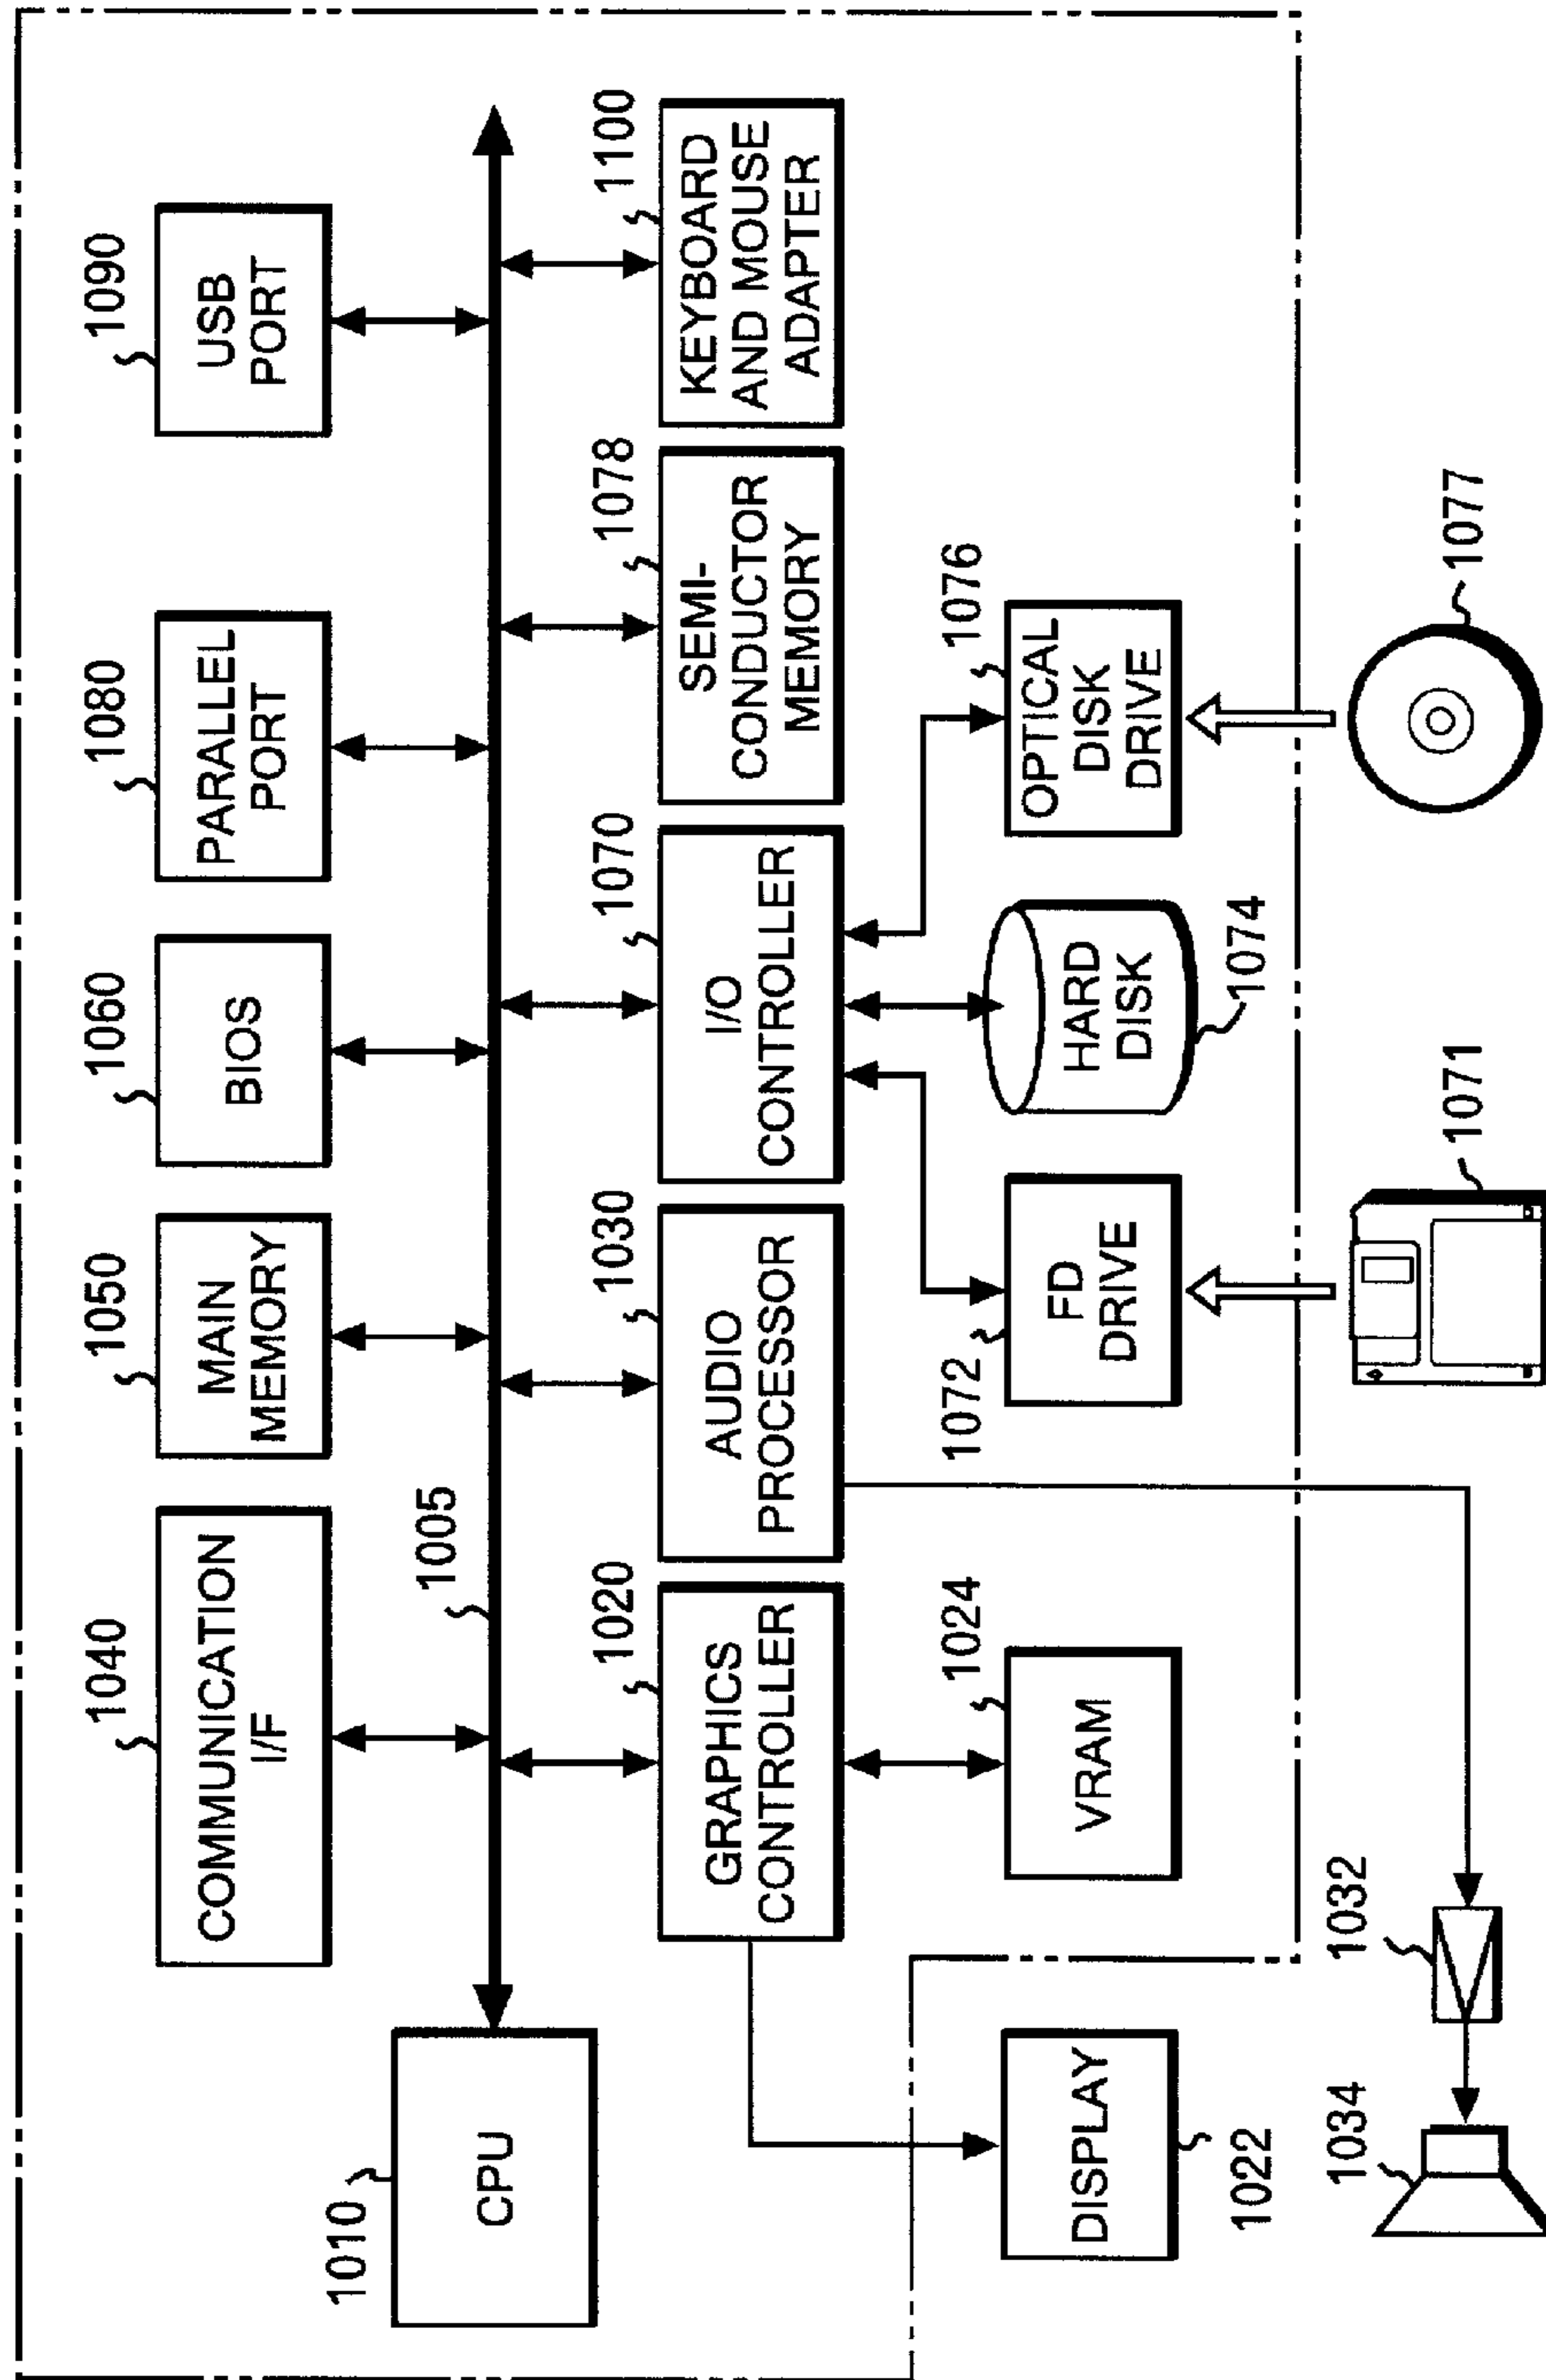 1040
COMMUNICATION
I/F
1050
MAIN
MEMORY
1060
BIOS
1080
PARALLEL
PORT
1090
USB
PORT
1010
CPU
1005
1020
GRAPHICS
CONTROLLER
1030
AUDIO
PROCESSOR
1070
I/O
CONTROLLER
1078
SEMI-
CONDUCTOR
MEMORY
1100
KEYBOARD
AND MOUSE
ADAPTER
DISPLAY
1022
1024
VRAM
1072
FD
DRIVE
HARD
DISK
1074
1076
OPTICAL
DISK
DRIVE
1034
1032
1071
1077